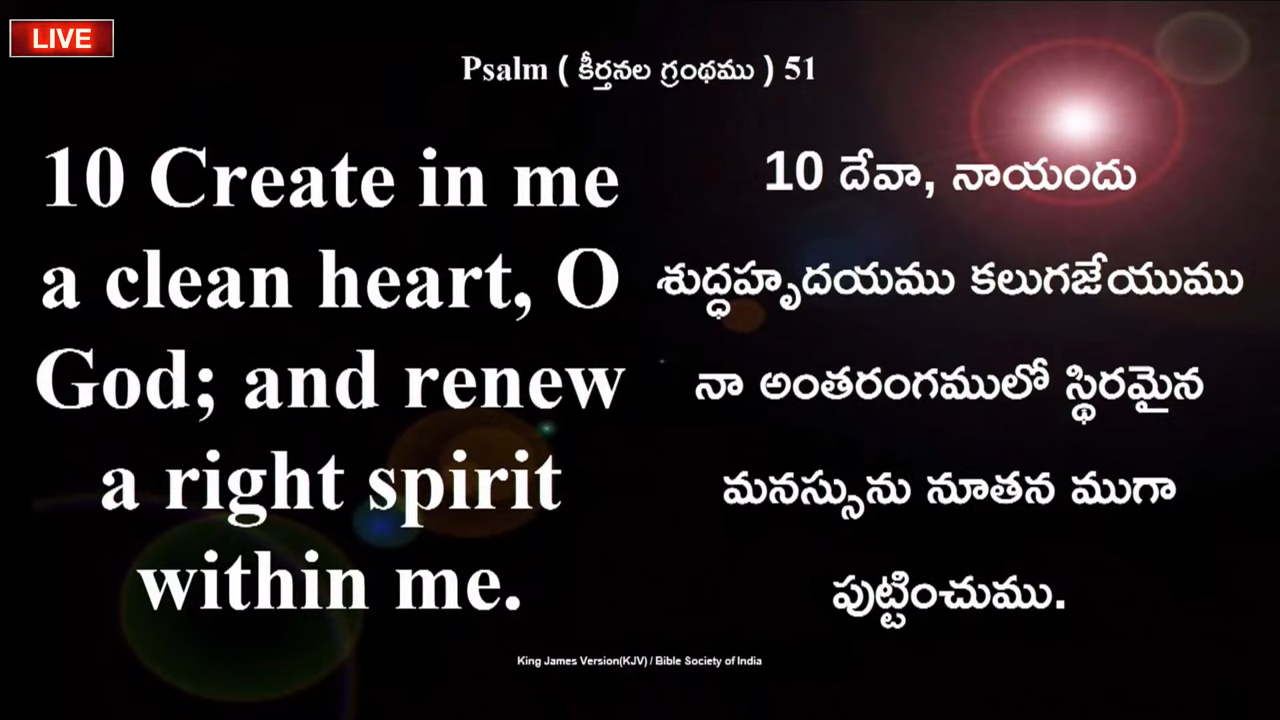 LIVE
Psalm ( కీర్తనల గ్రంథము ) 51
10 Create in me
a clean heart, O
God; and renew
a right spirit
within me.
10 దేవా, నాయందు
శుద్ధహృదయము కలుగజేయుము
నా అంతరంగములో స్థిరమైన
మనస్సును నూతన ముగా
పుట్టించుము.
King James Version(KJV) / Bible Society of India